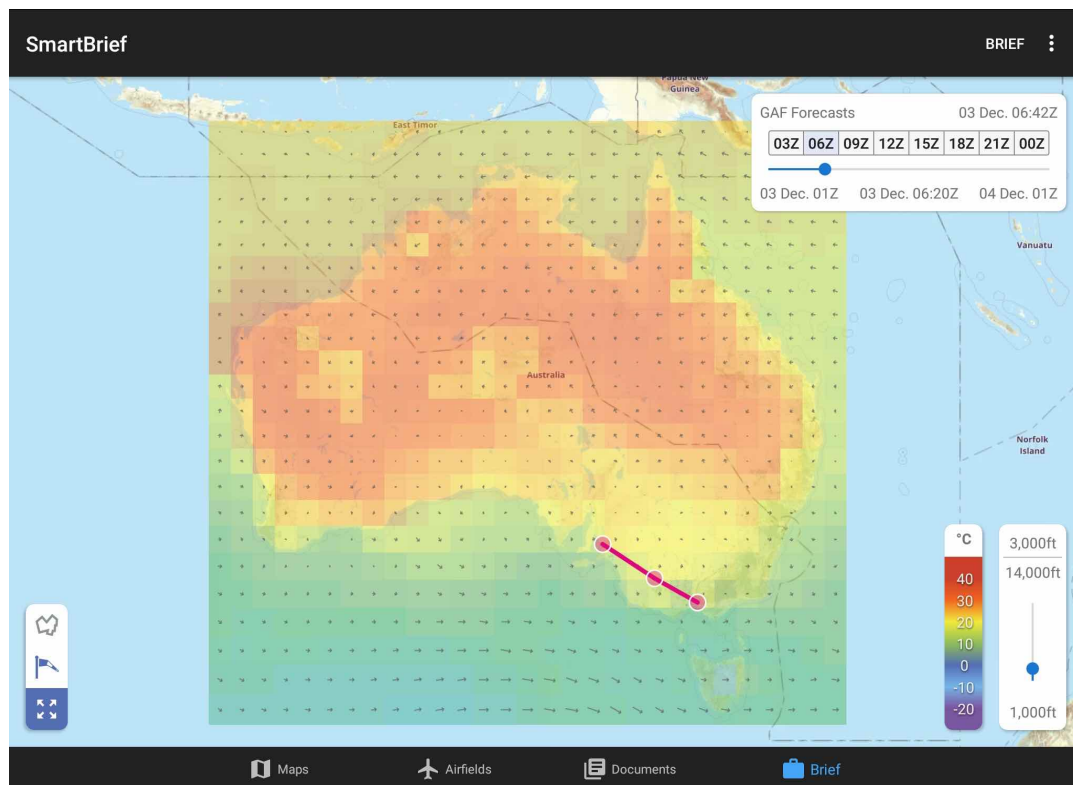 SmartBrief
BRIEF
Papua New
Guinea
East Timor
GAF Forecasts
03 Dec. 06:42Z
03Z 06Z 09Z 12Z 15Z 18Z 21Z 00Z
03 Dec. 01Z 03 Dec. 06:20Z 04 Dec. 01Z
Vanuatu
Australia
Norfolk
Island
°C
40
30
20
10
0
-10
-20
3,000ft
14,000ft
1,000ft
Maps
Airfields
Documents
Brief